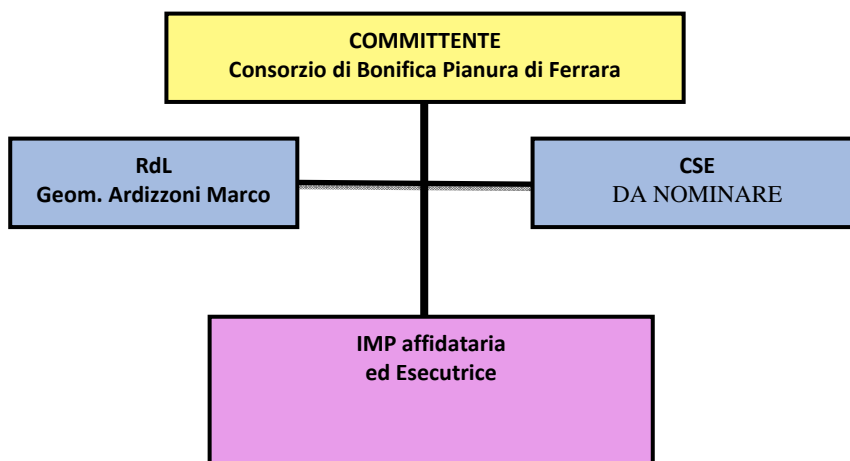 COMMITTENTE
Consorzio di Bonifica Pianura di Ferrara
RdL
Geom. Ardizzoni Marco
CSE
DA NOMINARE
IMP affidataria
ed Esecutrice